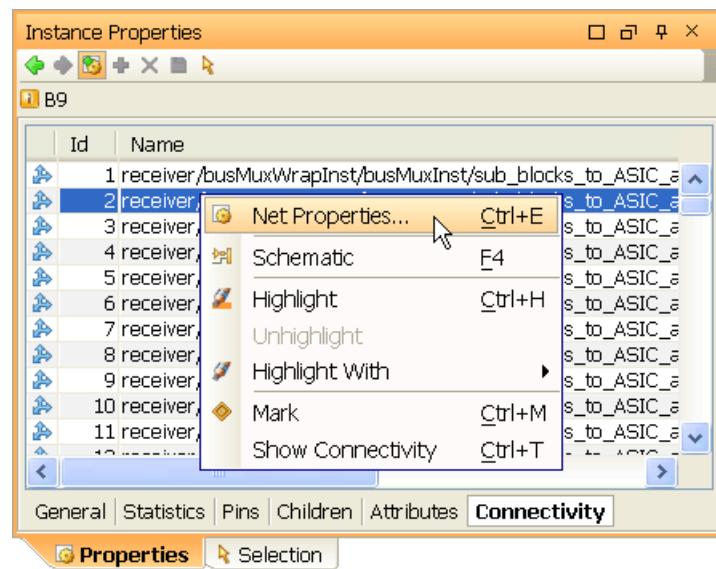 Instance Properties
B9
Id Name
1 receiver/busMuxWrapInst/busMuxInst/sub_blocks_to_ASIC_a
2 receiver/ s_to_ASIC_a
Net Properties... Ctrl+E
3 receiver, s_to_ASIC_a
4 receiver, s_to_ASIC_a
Schematic F4
5 receiver, s_to_ASIC_a
6 receiver, s_to_ASIC_a
Highlight Ctrl+H
7 receiver, s_to_ASIC_a
Unhighlight
8 receiver, s_to_ASIC_a
9 receiver, s_to_ASIC_a
Highlight With
10 receiver, s_to_ASIC_a
Mark Ctrl+M
11 receiver, s_to_ASIC_a
Show Connectivity Ctrl+T
General Statistics Pins Children Attributes Connectivity
Properties Selection